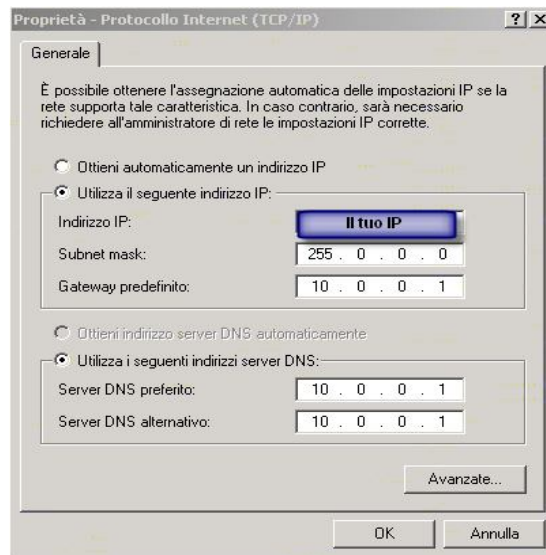 Proprietà - Protocollo Internet (TCP/IP)
Generale
È possibile ottenere l'assegnazione automatica delle impostazioni IP se la
rete supporta tale caratteristica. In caso contrario, sarà necessario
richiedere all'amministratore di rete le impostazioni IP corrette.
Ottieni automaticamente un indirizzo IP
Utilizza il seguente indirizzo IP:
Indirizzo IP: Il tuo IP
Subnet mask: 255 . 0 . 0 . 0
Gateway predefinito: 10 . 0 . 0 . 1
Ottieni indirizzo server DNS automaticamente
Utilizza i seguenti indirizzi server DNS:
Server DNS preferito: 10 . 0 . 0 . 1
Server DNS alternativo: 10 . 0 . 0 . 1
Avanzate...
OK Annulla